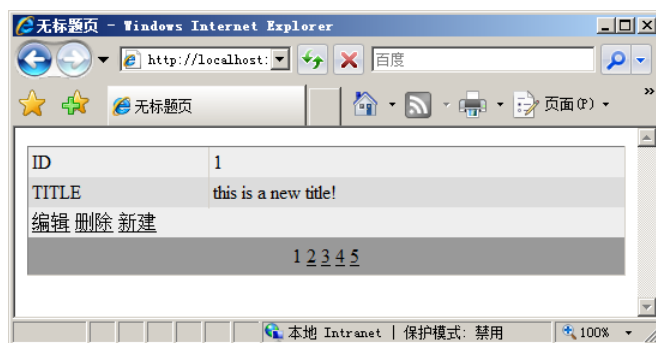 无标题页 - Windows Internet Explorer
http://localhost: 百度
无标题页 页面(P) »
ID 1
TITLE this is a new title!
编辑 删除 新建
1 2 3 4 5
本地 Intranet | 保护模式: 禁用 100%